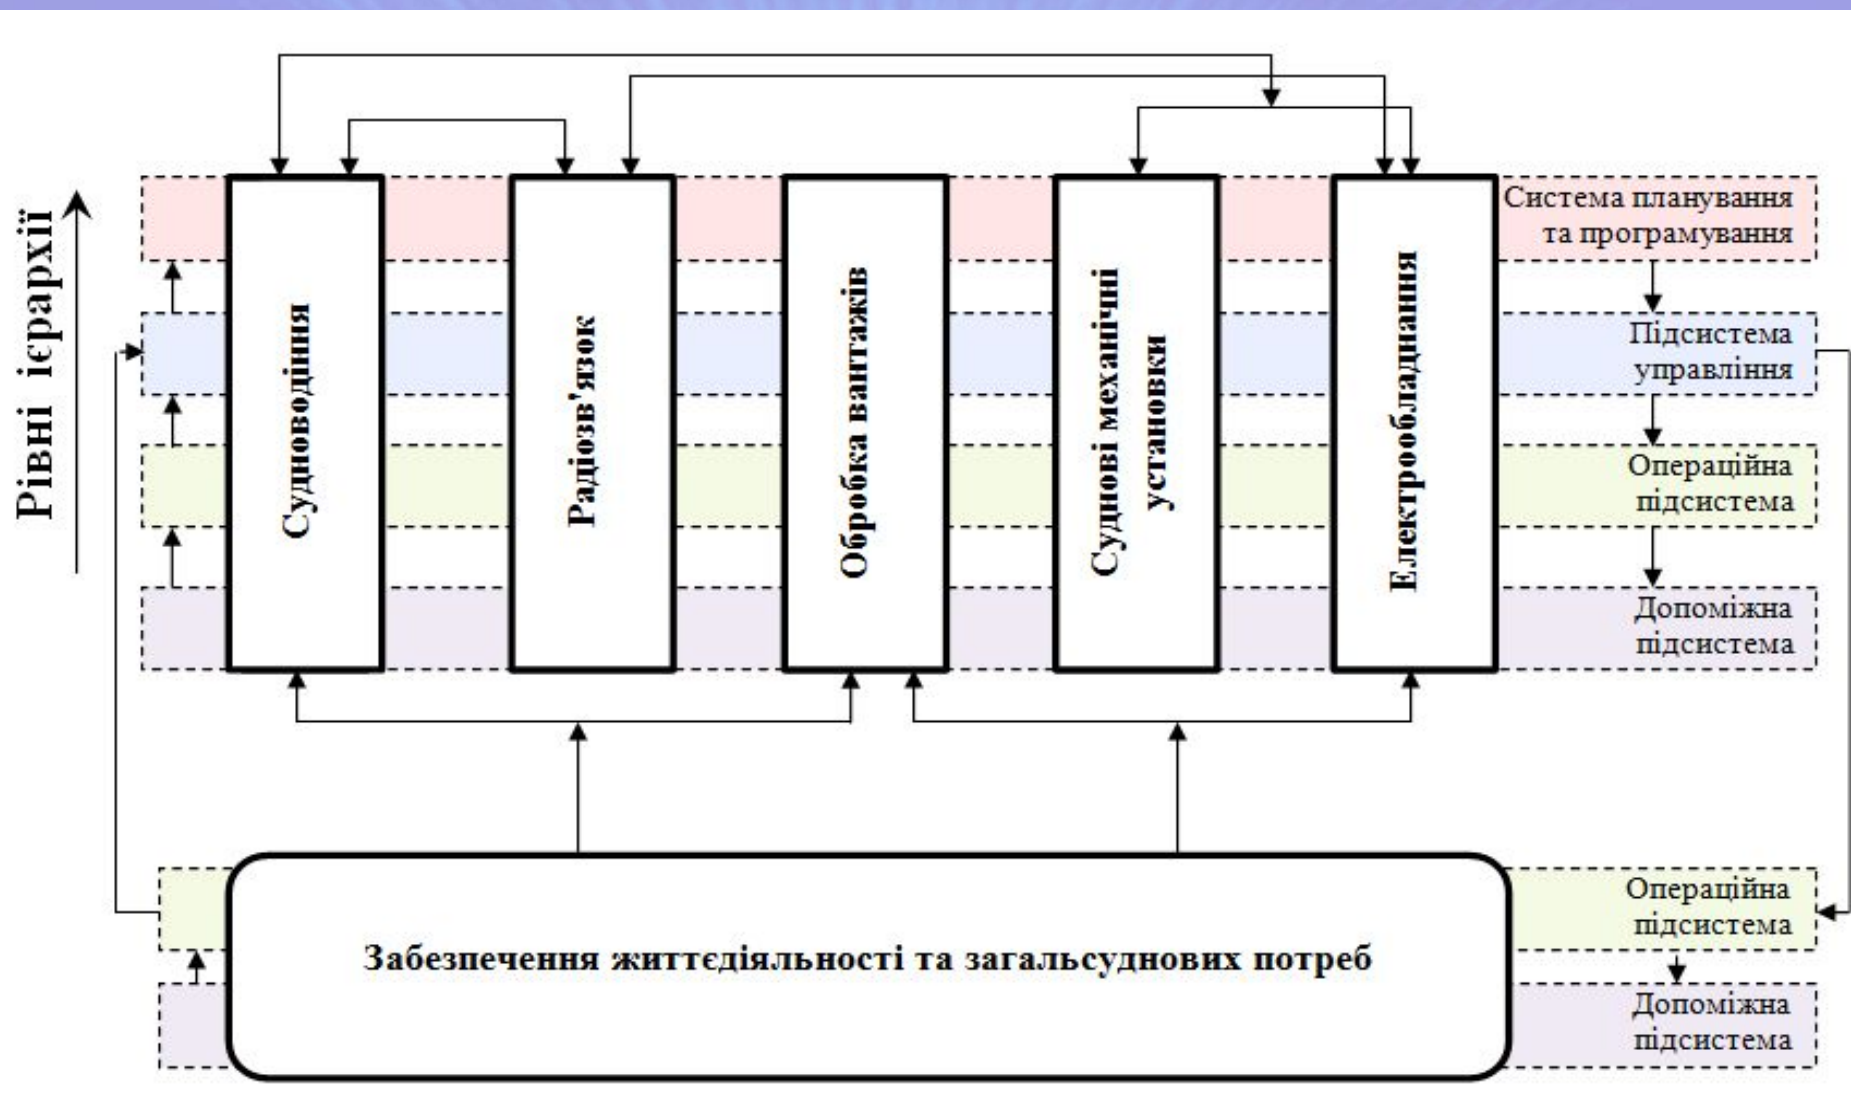 Рівні ієрархії
Судноводіння
Радіозв'язок
Обробка вантажів
Суднові механічні
установки
Електрообладнання
Система планування
та програмування
Підсистема
управління
Операційна
підсистема
Допоміжна
підсистема
Забезпечення життєдіяльності та загальсуднових потреб
Операційна
підсистема
Допоміжна
підсистема